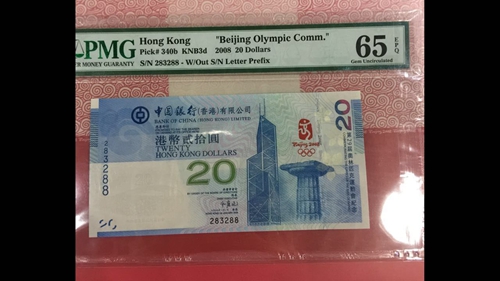 PMG
Hong Kong "Beijing Olympic Comm."
Pick# 340b KNB3d 2008 20 Dollars
S/N 283288 - W/Out S/N Letter Prefix
65 EPQ
Gem Uncirculated
中國銀行(香港)有限公司
BANK OF CHINA (HONG KONG) LIMITED
港幣貳拾圓
TWENTY
HONG KONG DOLLARS
20
283288
283288
Beijing 2008
20